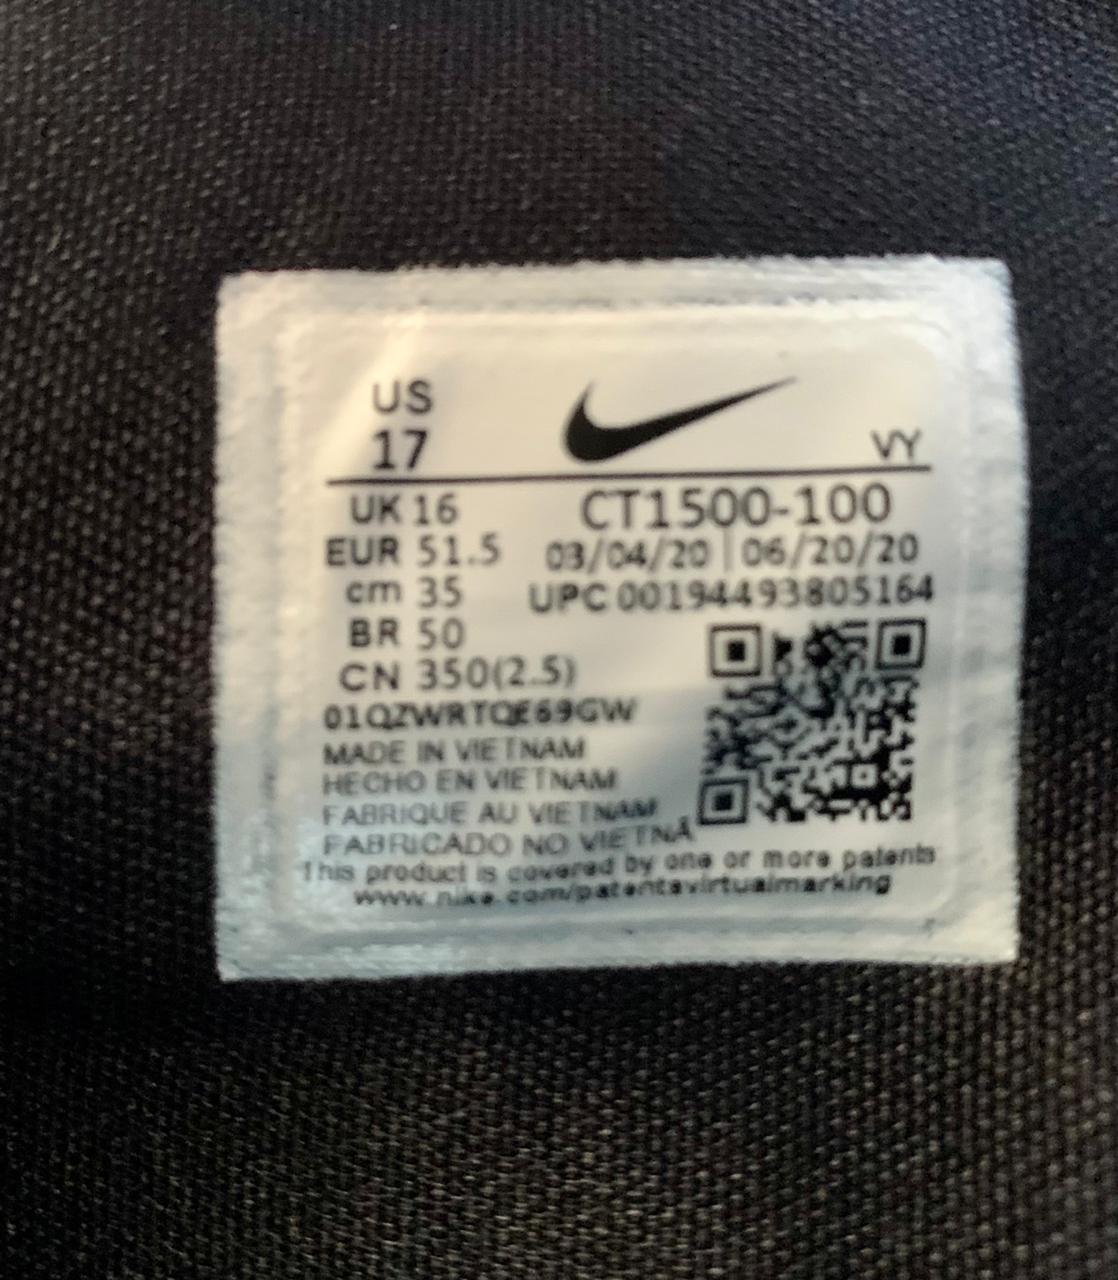 US
17
VY
UK 16
CT1500-100
EUR 51.5
03/04/20 | 06/20/20
cm 35
UPC 00194493805164
BR 50
CN 350(2.5)
01QZWRTQE69GW
MADE IN VIETNAM
HECHO EN VIETNAM
FABRIQUE AU VIETNAM
FABRICADO NO VIETNÃ
This product is covered by one or more patents
www.nike.com/patentsvirtualmarking